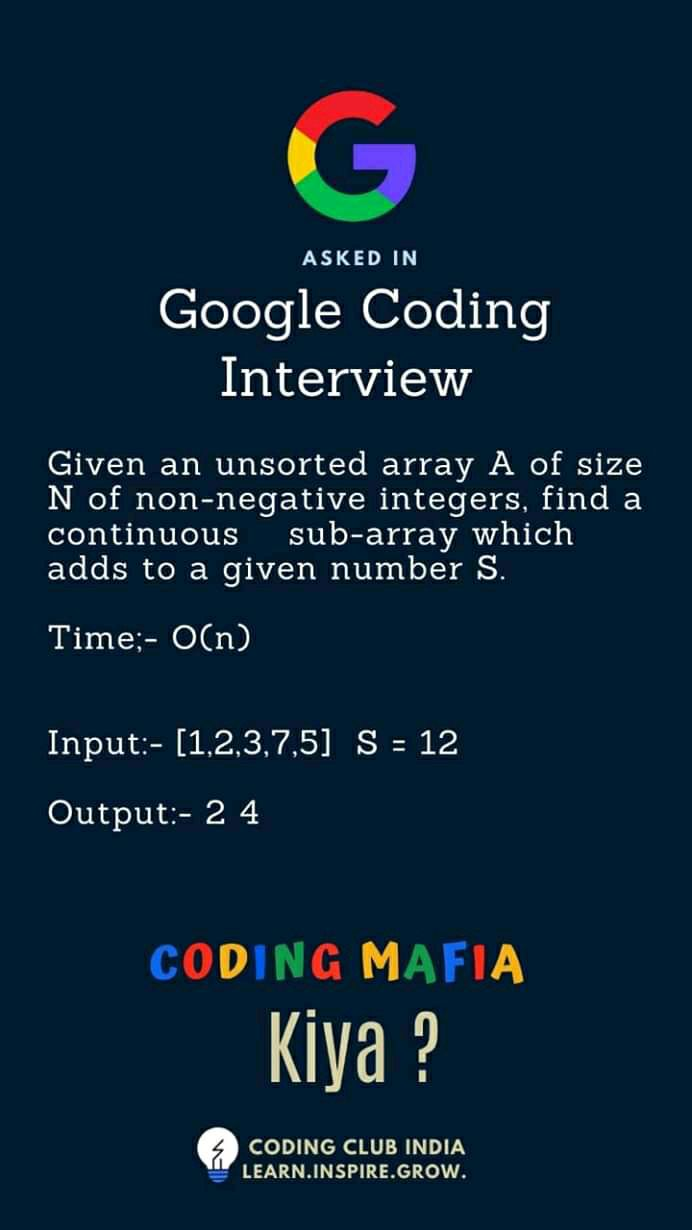 ASKED IN
Google Coding
Interview
Given an unsorted array A of size
N of non-negative integers, find a
continuous sub-array which
adds to a given number S.
Time;- O(n)
Input:- [1,2,3,7,5] S = 12
Output:- 2 4
CODING MAFIA
Kiya ?
CODING CLUB INDIA
LEARN.INSPIRE.GROW.